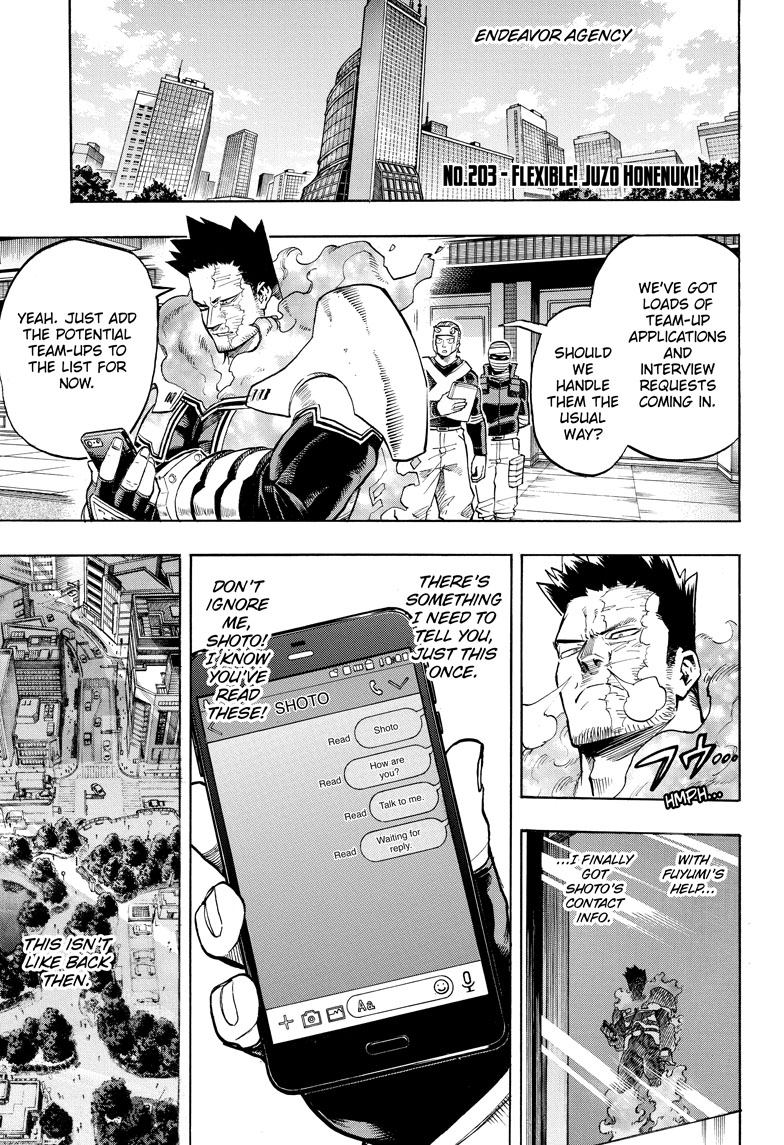 ENDEAVOR AGENCY
NO.203 - FLEXIBLE! JUZO HONENUKI!
WE'VE GOT
LOADS OF
TEAM-UP
APPLICATIONS
AND
INTERVIEW
REQUESTS
COMING IN.
SHOULD
WE
HANDLE
THEM THE
USUAL
WAY?
YEAH. JUST ADD
THE POTENTIAL
TEAM-UPS TO
THE LIST FOR
NOW.
フゥ...
HMPH...
WITH
FUYUMI'S
HELP...
...I FINALLY
GOT
SHOTO'S
CONTACT
INFO.
THERE'S
SOMETHING
I NEED TO
TELL YOU,
JUST THIS
ONCE.
DON'T
IGNORE
ME,
SHOTO!
I KNOW
YOU'VE
READ
THESE!
SHOTO
Read Shoto
Read How are
you?
Read Talk to me.
Read Waiting for
reply.
Aa
THIS ISN'T
LIKE BACK
THEN.